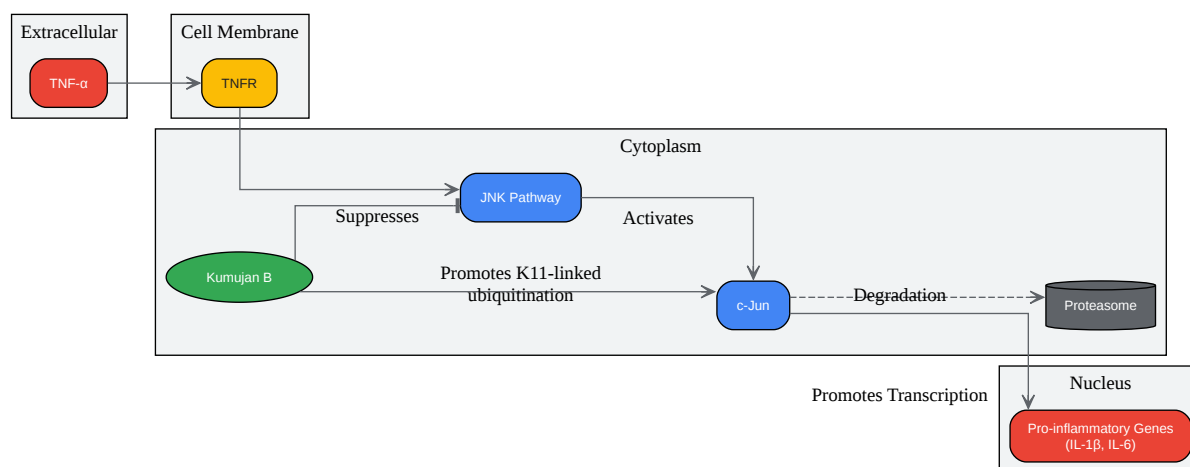 Extracellular
Cell Membrane
TNF-α
TNFR
Cytoplasm
JNK Pathway
Suppresses
Activates
Kumujan B
Promotes K11-linked
ubiquitination
c-Jun
Degradation
Proteasome
Promotes Transcription
Nucleus
Pro-inflammatory Genes
(IL-1β, IL-6)